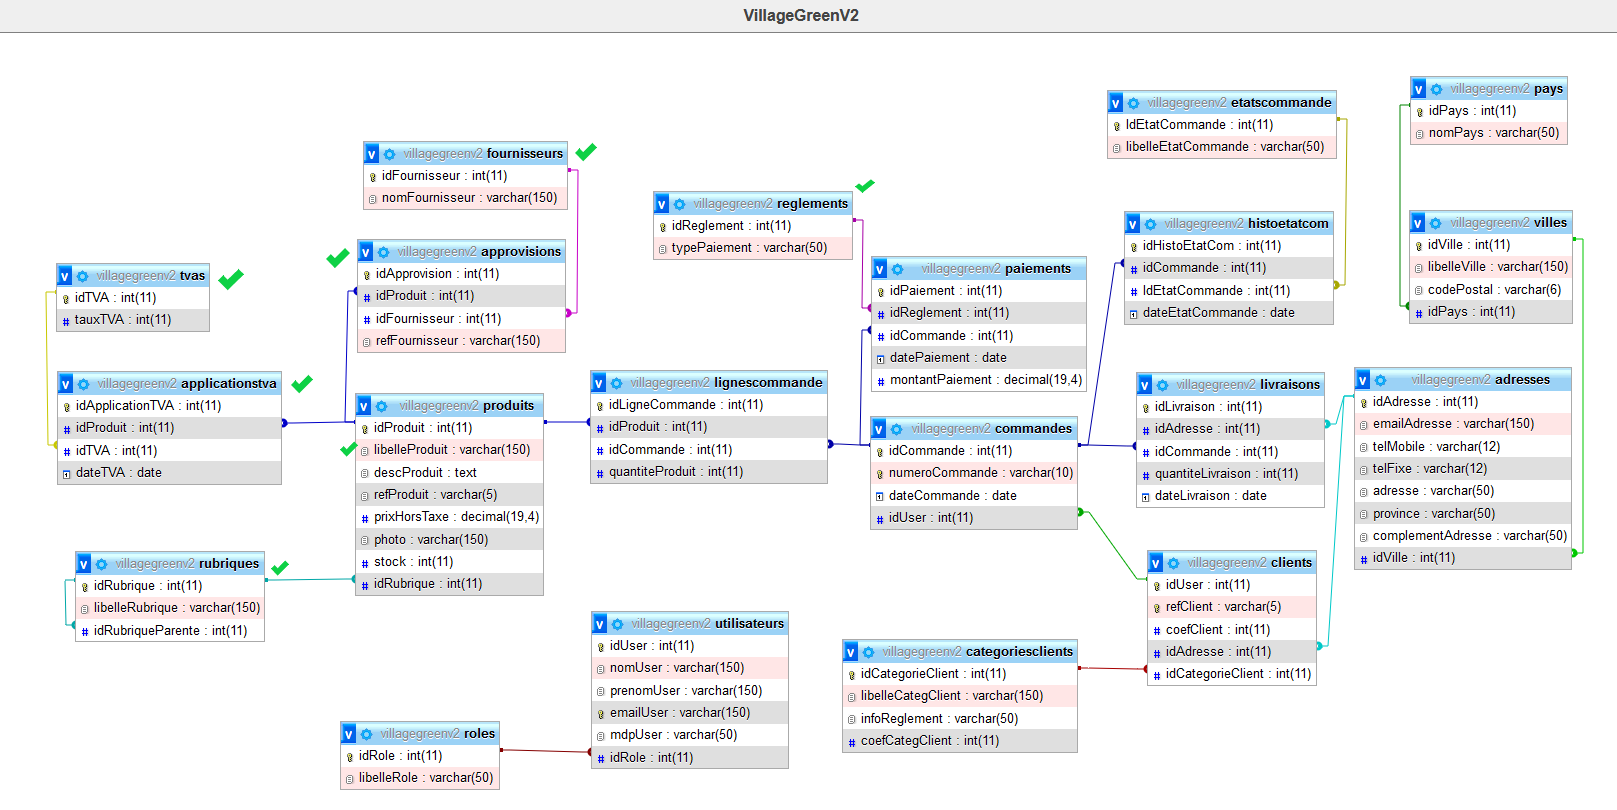 VillageGreenV2
villagegreenv2 pays
idPays : int(11)
nomPays : varchar(50)
villagegreenv2 etatscommande
IdEtatCommande : int(11)
libelleEtatCommande : varchar(50)
villagegreenv2 fournisseurs
idFournisseur : int(11)
nomFournisseur : varchar(150)
villagegreenv2 reglements
idReglement : int(11)
typePaiement : varchar(50)
villagegreenv2 histoetatcom
idHistoEtatCom : int(11)
idCommande : int(11)
IdEtatCommande : int(11)
dateEtatCommande : date
villagegreenv2 villes
idVille : int(11)
libelleVille : varchar(150)
codePostal : varchar(6)
idPays : int(11)
villagegreenv2 approvisions
idApprovision : int(11)
idProduit : int(11)
idFournisseur : int(11)
refFournisseur : varchar(150)
villagegreenv2 tvas
idTVA : int(11)
tauxTVA : int(11)
villagegreenv2 paiements
idPaiement : int(11)
idReglement : int(11)
idCommande : int(11)
datePaiement : date
montantPaiement : decimal(19,4)
villagegreenv2 applicationstva
idApplicationTVA : int(11)
idProduit : int(11)
idTVA : int(11)
dateTVA : date
villagegreenv2 produits
idProduit : int(11)
libelleProduit : varchar(150)
descProduit : text
refProduit : varchar(5)
prixHorsTaxe : decimal(19,4)
photo : varchar(150)
stock : int(11)
idRubrique : int(11)
villagegreenv2 lignescommande
idLigneCommande : int(11)
idProduit : int(11)
idCommande : int(11)
quantiteProduit : int(11)
villagegreenv2 commandes
idCommande : int(11)
numeroCommande : varchar(10)
dateCommande : date
idUser : int(11)
villagegreenv2 livraisons
idLivraison : int(11)
idAdresse : int(11)
idCommande : int(11)
quantiteLivraison : int(11)
dateLivraison : date
villagegreenv2 adresses
idAdresse : int(11)
emailAdresse : varchar(150)
telMobile : varchar(12)
telFixe : varchar(12)
adresse : varchar(50)
province : varchar(50)
complementAdresse : varchar(50)
idVille : int(11)
villagegreenv2 rubriques
idRubrique : int(11)
libelleRubrique : varchar(150)
idRubriqueParente : int(11)
villagegreenv2 clients
idUser : int(11)
refClient : varchar(5)
coefClient : int(11)
idAdresse : int(11)
idCategorieClient : int(11)
villagegreenv2 utilisateurs
idUser : int(11)
nomUser : varchar(150)
prenomUser : varchar(150)
emailUser : varchar(150)
mdpUser : varchar(50)
idRole : int(11)
villagegreenv2 categoriesclients
idCategorieClient : int(11)
libelleCategClient : varchar(150)
infoReglement : varchar(50)
coefCategClient : int(11)
villagegreenv2 roles
idRole : int(11)
libelleRole : varchar(50)